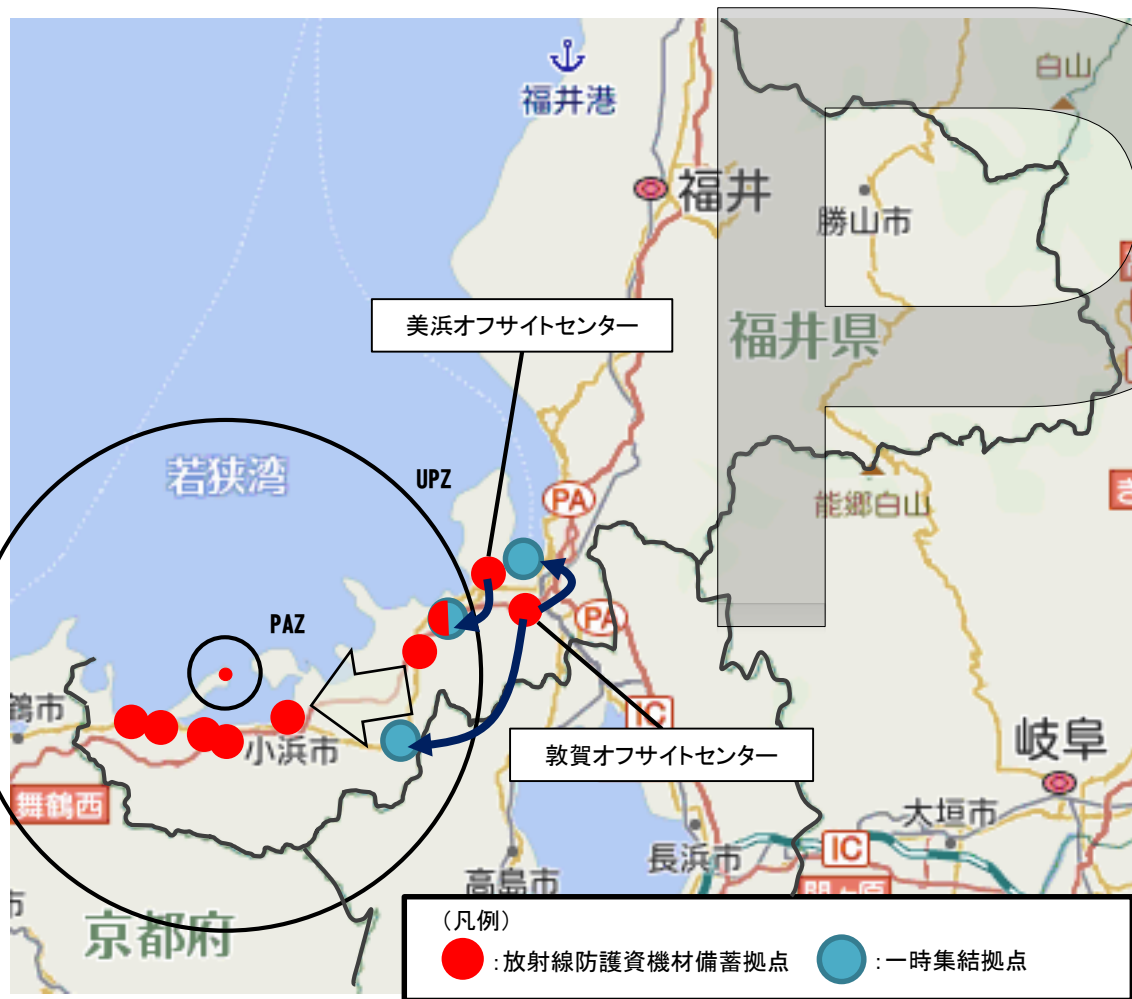 白山
福井港
福井
勝山市
美浜オフサイトセンター
福井県
若狭湾
UPZ
PA
能郷白山
PAZ
PA
鶴市
小浜市
IC
敦賀オフサイトセンター
岐阜
舞鶴西
大垣市
長浜市
IC
高島市
京都府
(凡例)
:放射線防護資機材備蓄拠点
:一時集結拠点
P